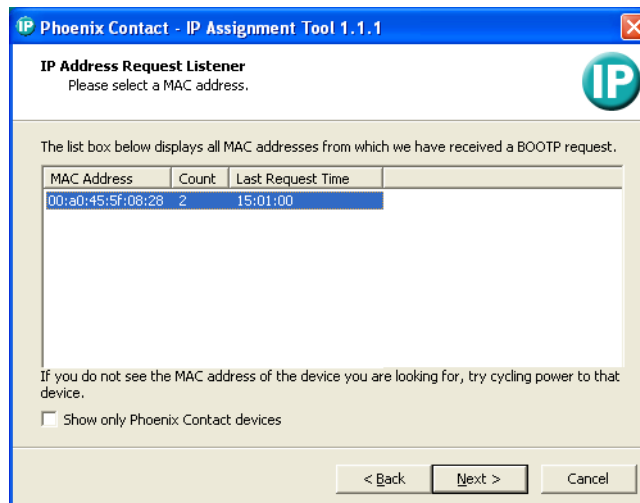 IP Phoenix Contact - IP Assignment Tool 1.1.1
IP Address Request Listener
Please select a MAC address.
IP
The list box below displays all MAC addresses from which we have received a BOOTP request.
MAC Address Count Last Request Time
00:a0:45:5f:08:28 2 15:01:00
If you do not see the MAC address of the device you are looking for, try cycling power to that
device.
Show only Phoenix Contact devices
< Back Next > Cancel